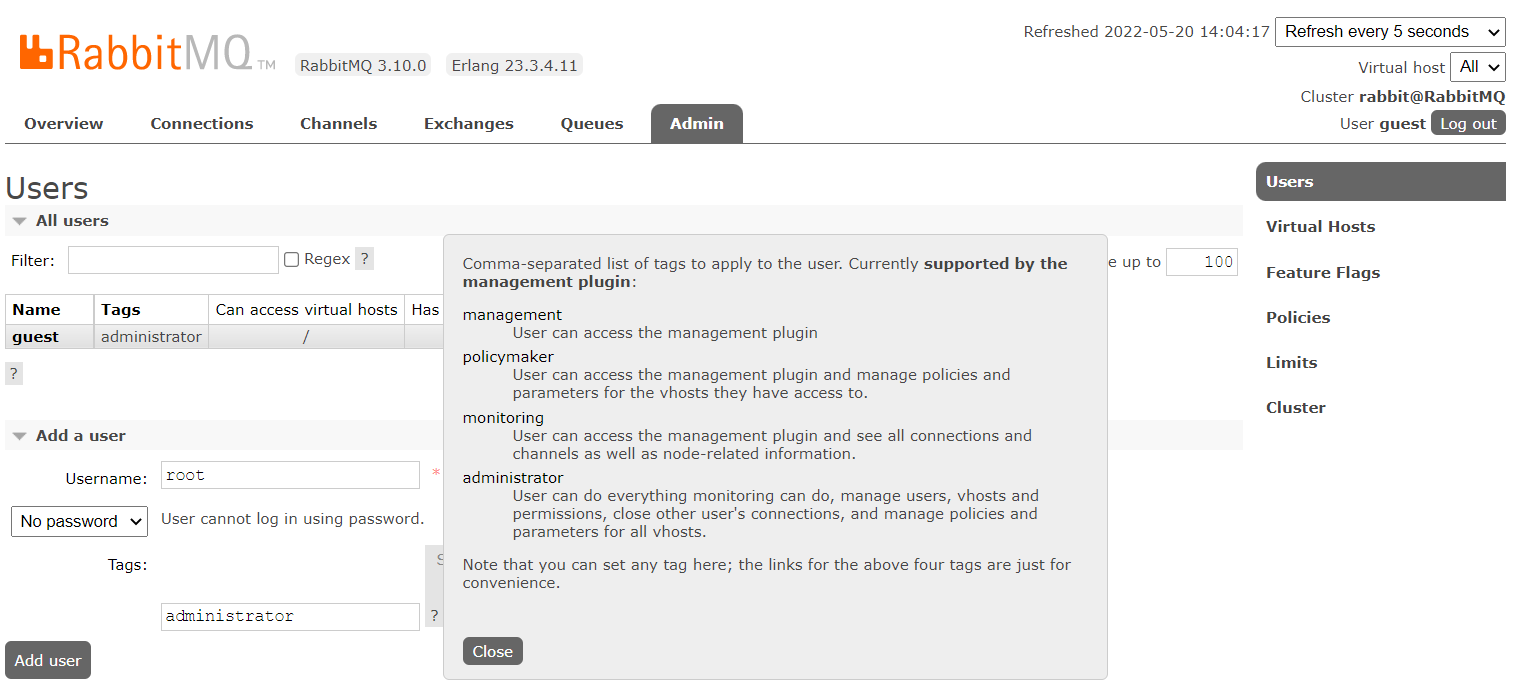 Refreshed 2022-05-20 14:04:17 Refresh every 5 seconds
RabbitMQ TM RabbitMQ 3.10.0 Erlang 23.3.4.11
Virtual host All
Cluster rabbit@RabbitMQ
User guest Log out
Overview Connections Channels Exchanges Queues Admin
Users
All users
Filter: Regex ?
e up to 100
Name Tags Can access virtual hosts Has
guest administrator /
?
Add a user
Username: root *
No password User cannot log in using password.
Tags:
S
administrator ?
Add user
Comma-separated list of tags to apply to the user. Currently supported by the
management plugin:
management
User can access the management plugin
policymaker
User can access the management plugin and manage policies and
parameters for the vhosts they have access to.
monitoring
User can access the management plugin and see all connections and
channels as well as node-related information.
administrator
User can do everything monitoring can do, manage users, vhosts and
permissions, close other user's connections, and manage policies and
parameters for all vhosts.
Note that you can set any tag here; the links for the above four tags are just for
convenience.
Close
Users
Virtual Hosts
Feature Flags
Policies
Limits
Cluster